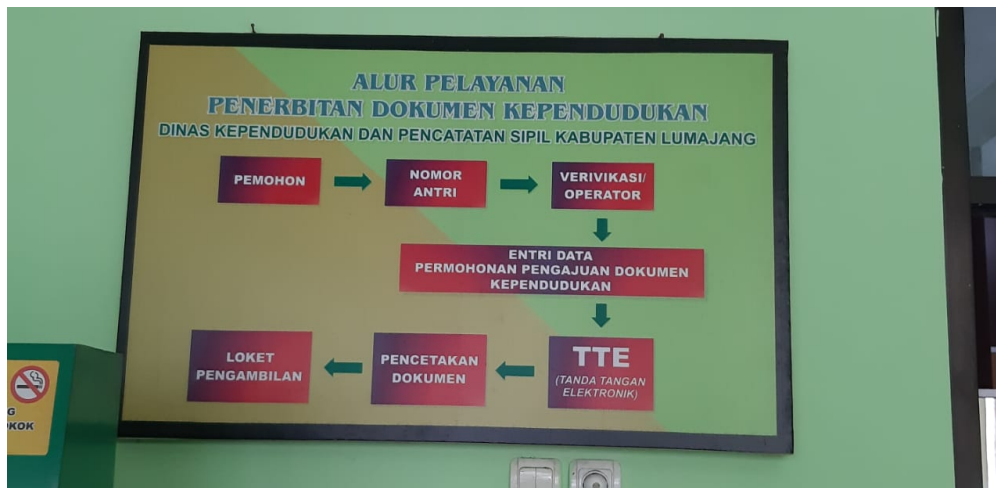 ALUR PELAYANAN
PENERBITAN DOKUMEN KEPENDUDUKAN
DINAS KEPENDUDUKAN DAN PENCATATAN SIPIL KABUPATEN LUMAJANG
PEMOHON
NOMOR
ANTRI
VERIVIKASI/
OPERATOR
ENTRI DATA
PERMOHONAN PENGAJUAN DOKUMEN
KEPENDUDUKAN
TTE
(TANDA TANGAN
ELEKTRONIK)
PENCETAKAN
DOKUMEN
LOKET
PENGAMBILAN